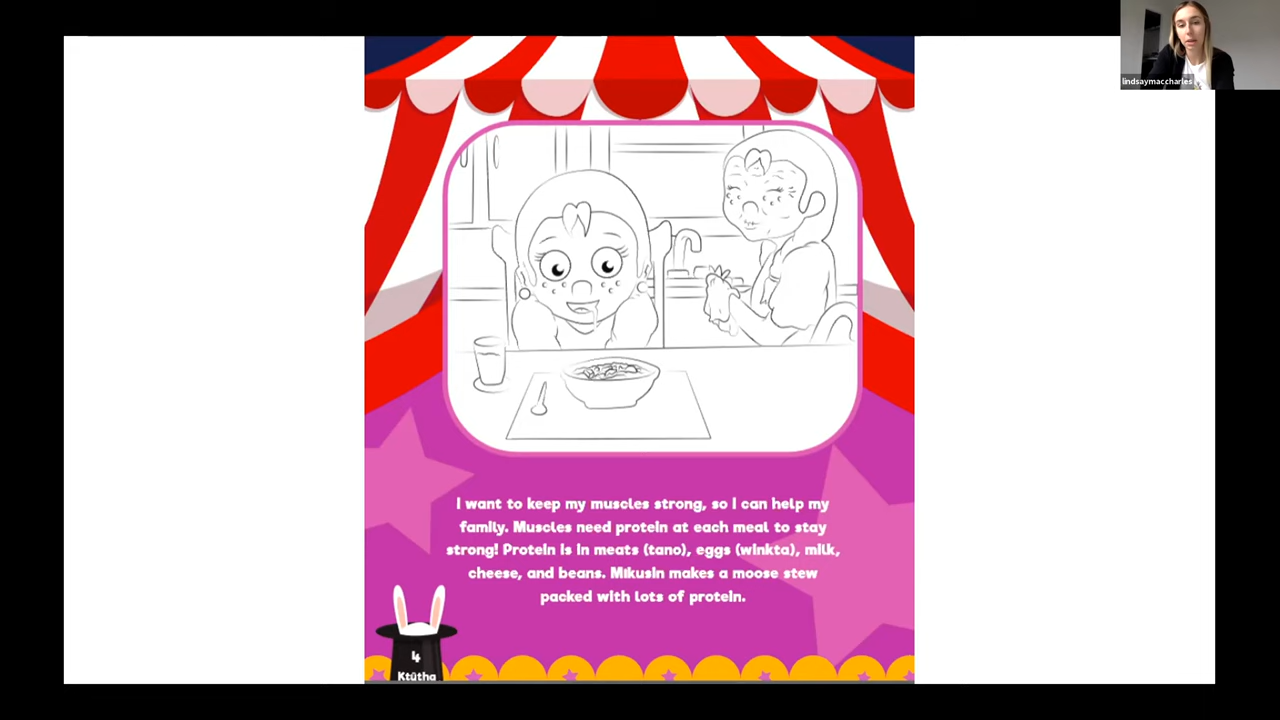 lindsaymaccharles
I want to keep my muscles strong, so I can help my
family. Muscles need protein at each meal to stay
strong! Protein is in meats (tano), eggs (winkta), milk,
cheese, and beans. Mikusin makes a moose stew
packed with lots of protein.
4
Ktūtha